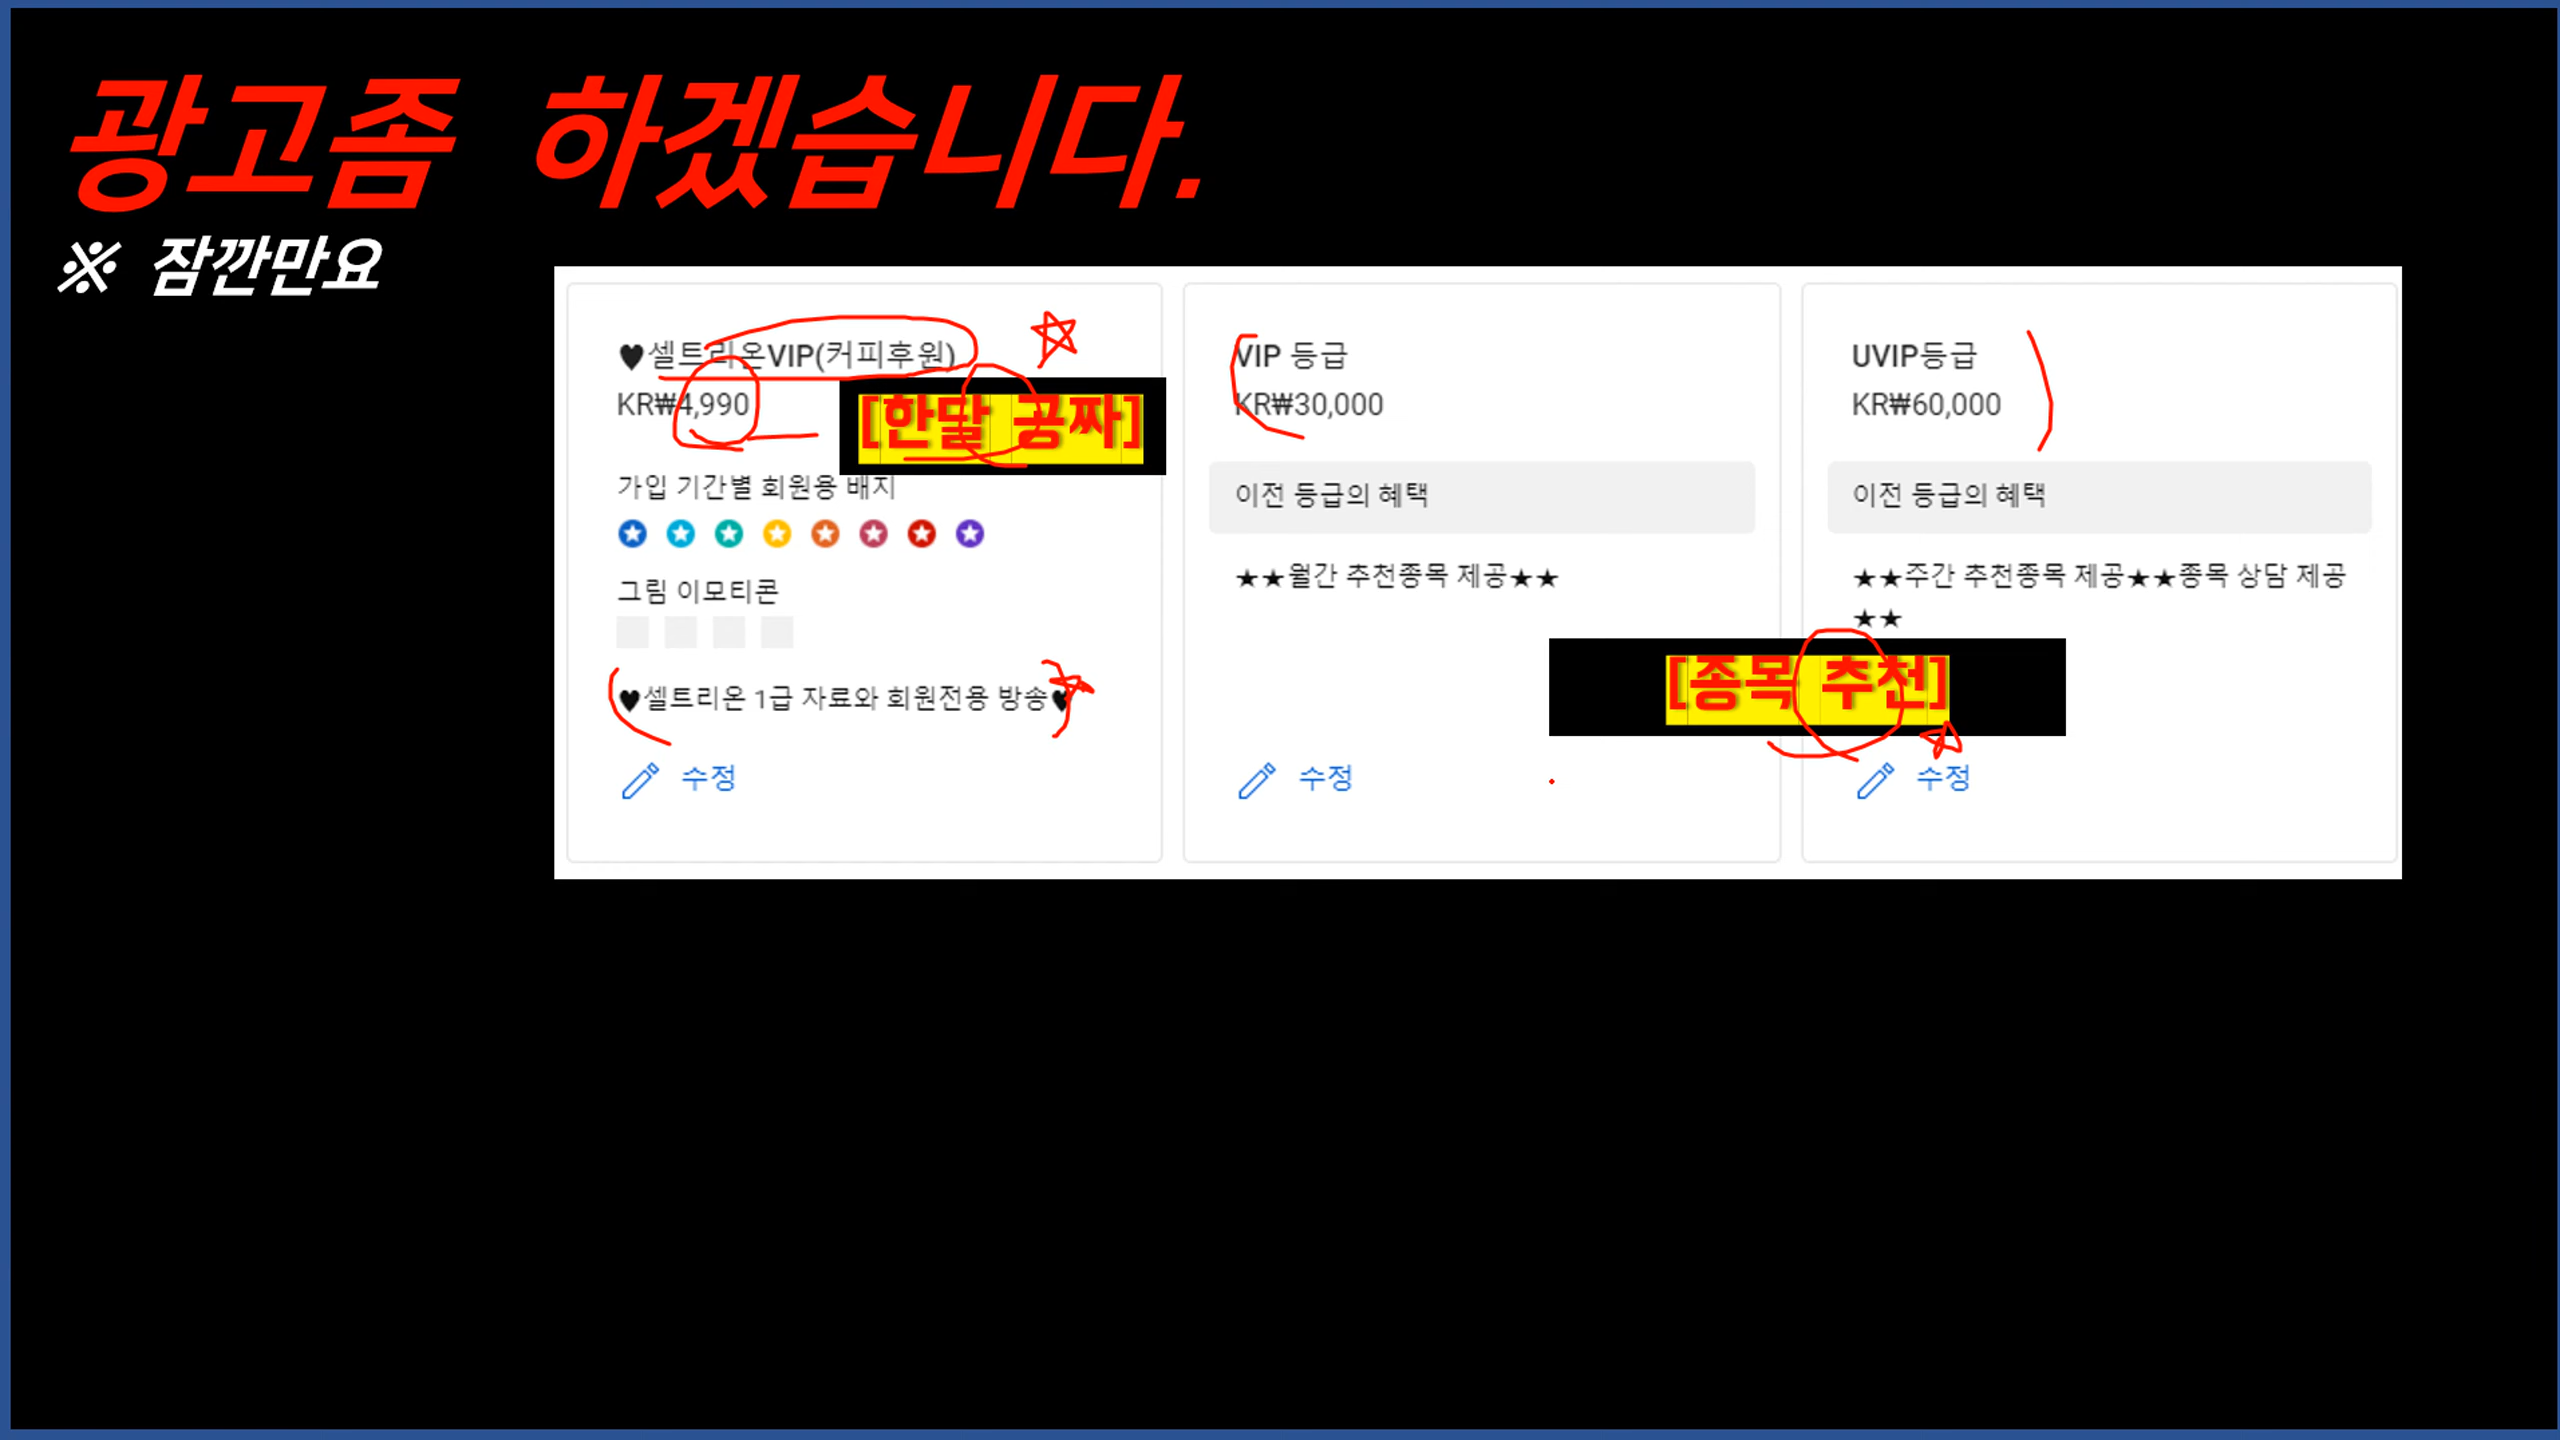 광고좀 하겠습니다.
※ 잠깐만요
♥셀트리온VIP(커피후원)
KR₩4,990
[한달 공짜]
가입 기간별 회원용 배지
그림 이모티콘
♥셀트리온 1급 자료와 회원전용 방송♥
수정
VIP 등급
KR₩30,000
이전 등급의 혜택
★★월간 추천종목 제공★★
수정
UVIP등급
KR₩60,000
이전 등급의 혜택
★★주간 추천종목 제공★★종목 상담 제공
★★
[종목 추천]
수정